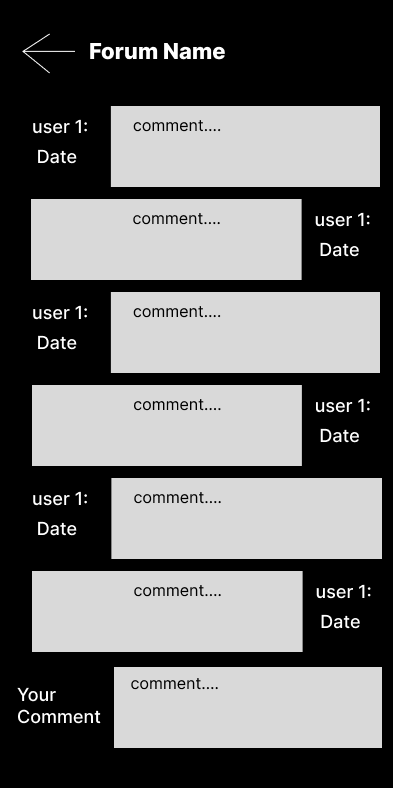 Forum Name
user 1:
Date
comment....
comment....
user 1:
Date
user 1:
Date
comment....
comment....
user 1:
Date
user 1:
Date
comment....
comment....
user 1:
Date
Your
Comment
comment....